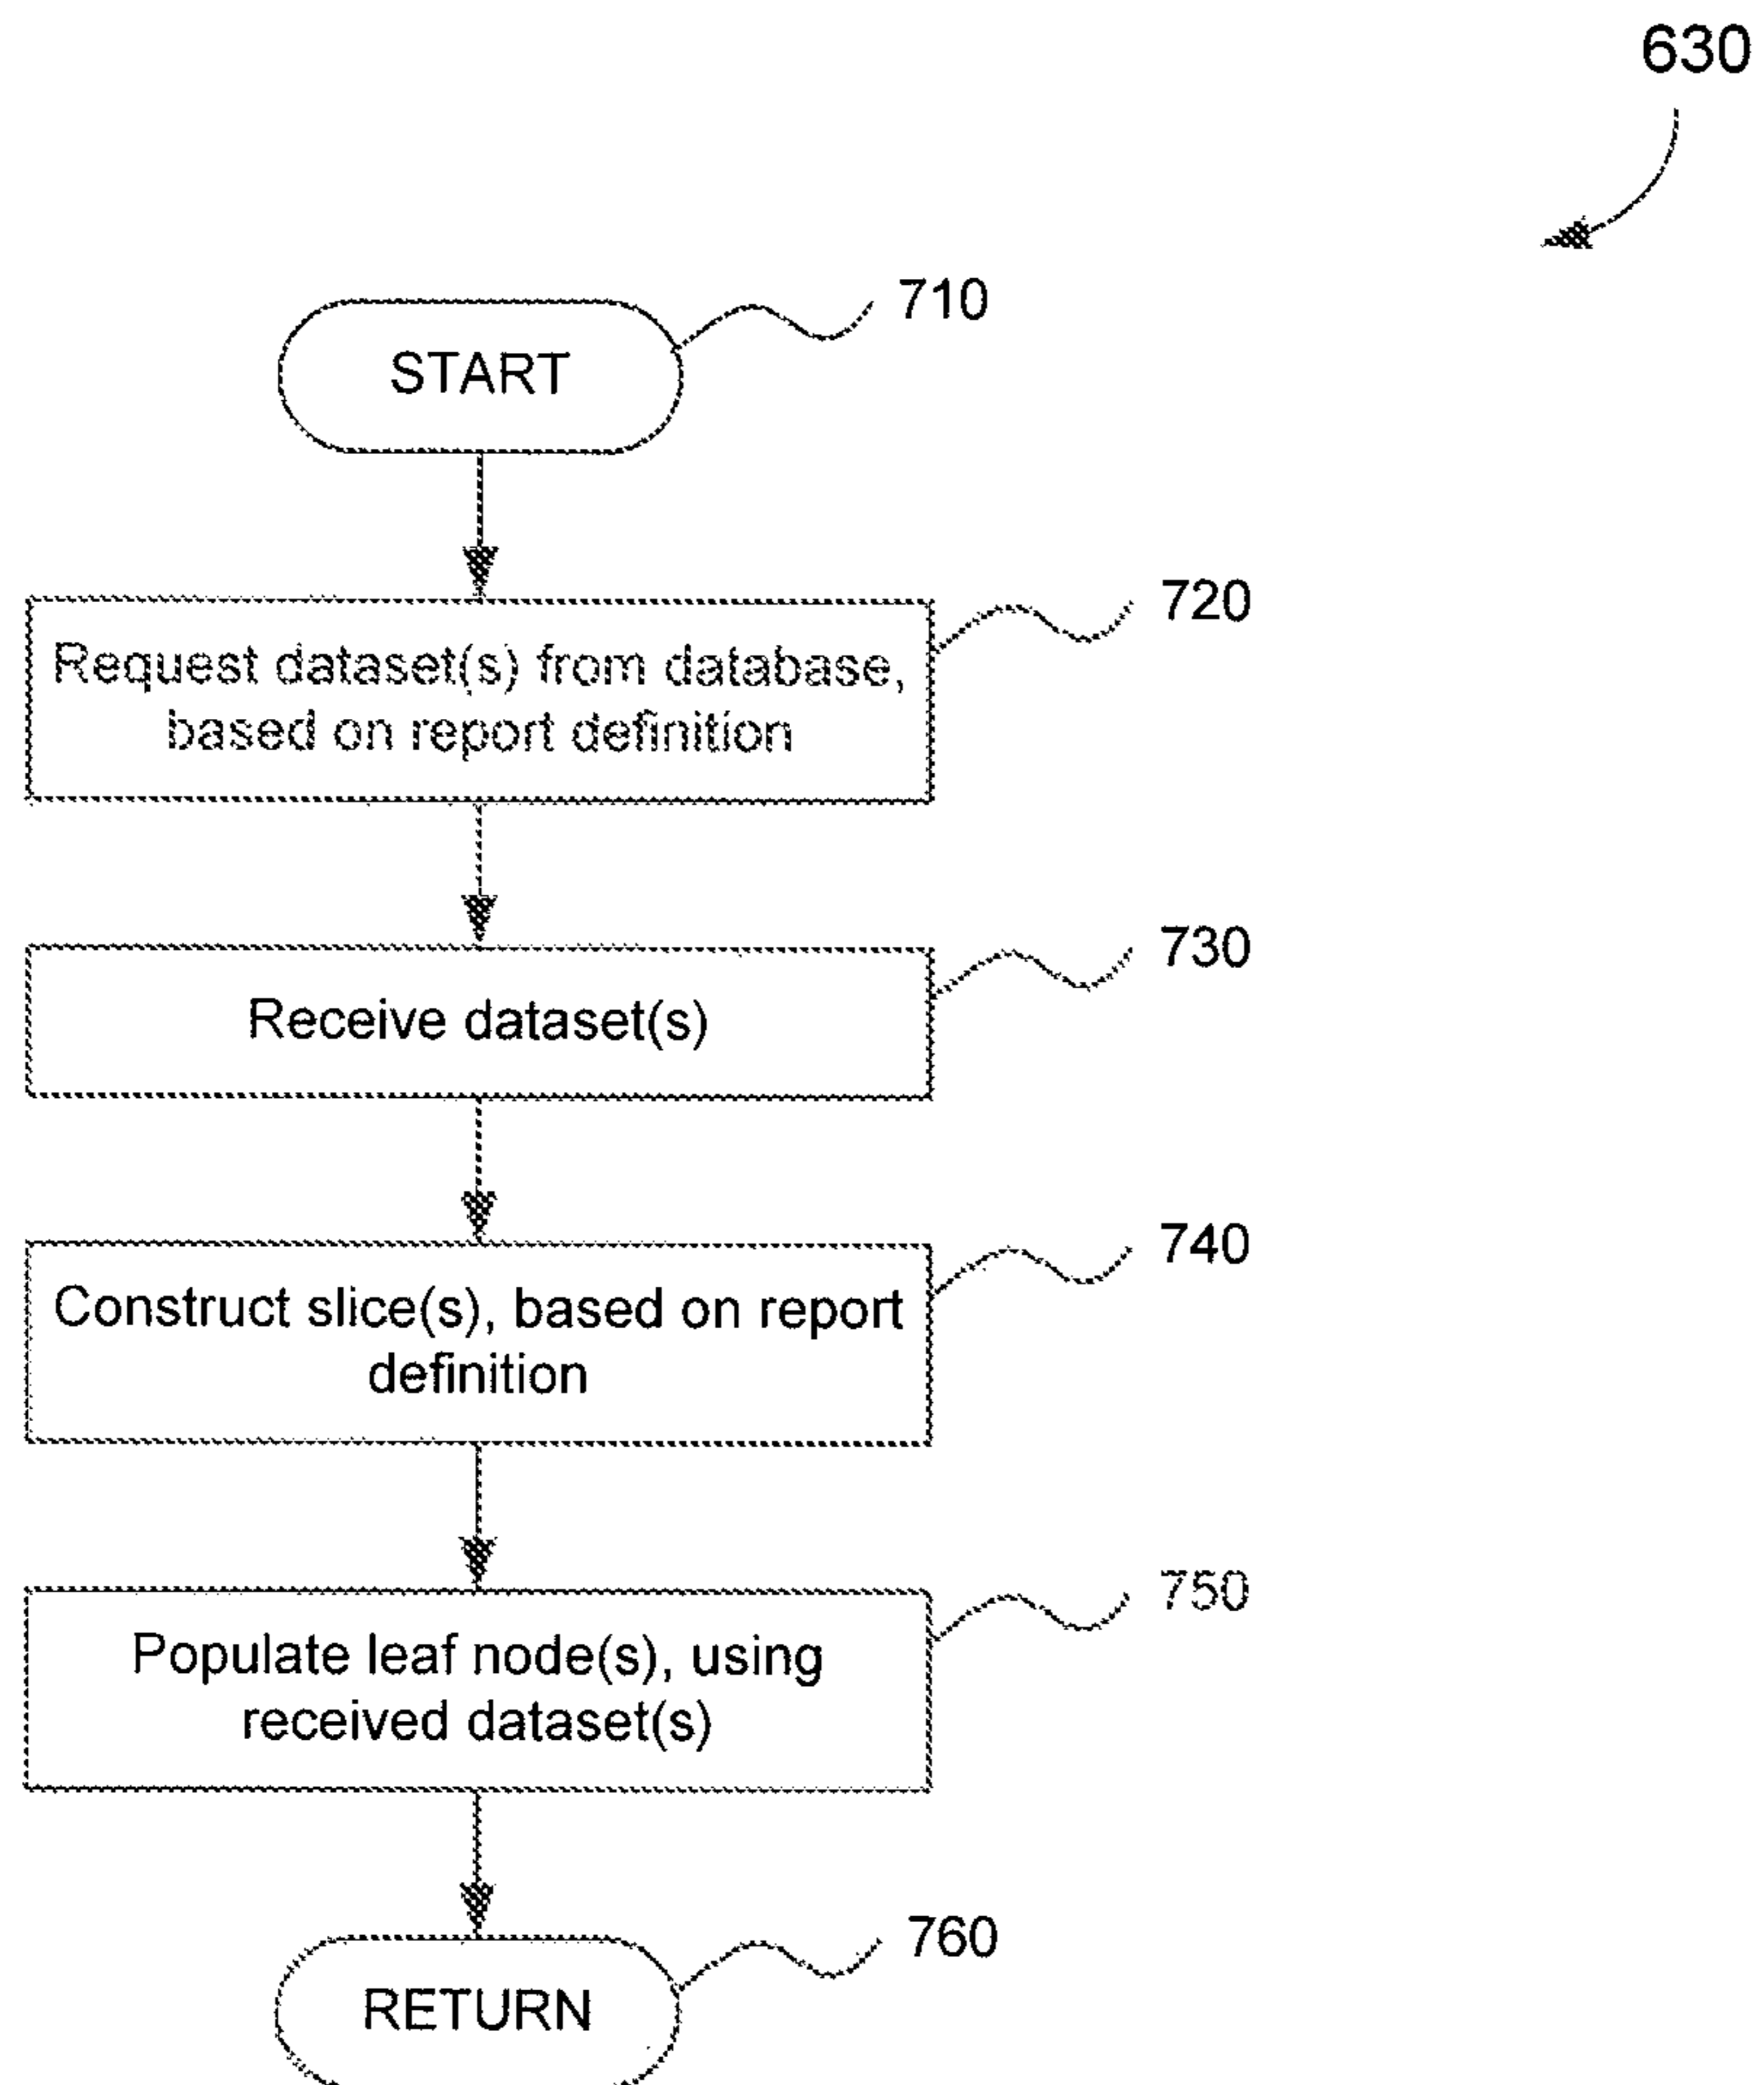 630
710
START
720
Request dataset(s) from database,
based on report definition
730
Receive dataset(s)
740
Construct slice(s), based on report
definition
750
Populate leaf node(s), using
received dataset(s)
760
RETURN